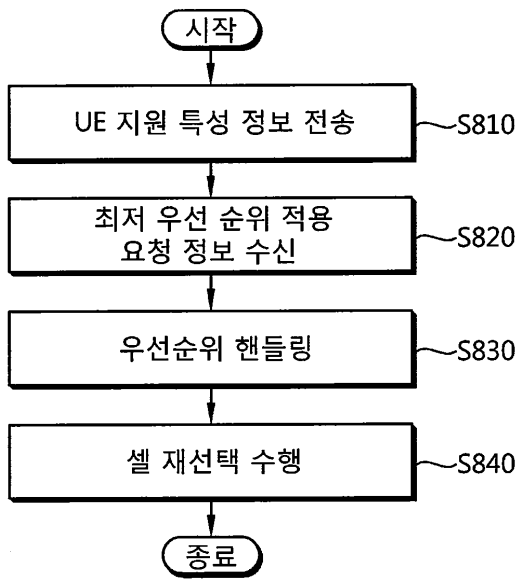 시작
UE 지원 특성 정보 전송
S810
최저 우선 순위 적용
요청 정보 수신
S820
우선순위 핸들링
S830
셀 재선택 수행
S840
종료